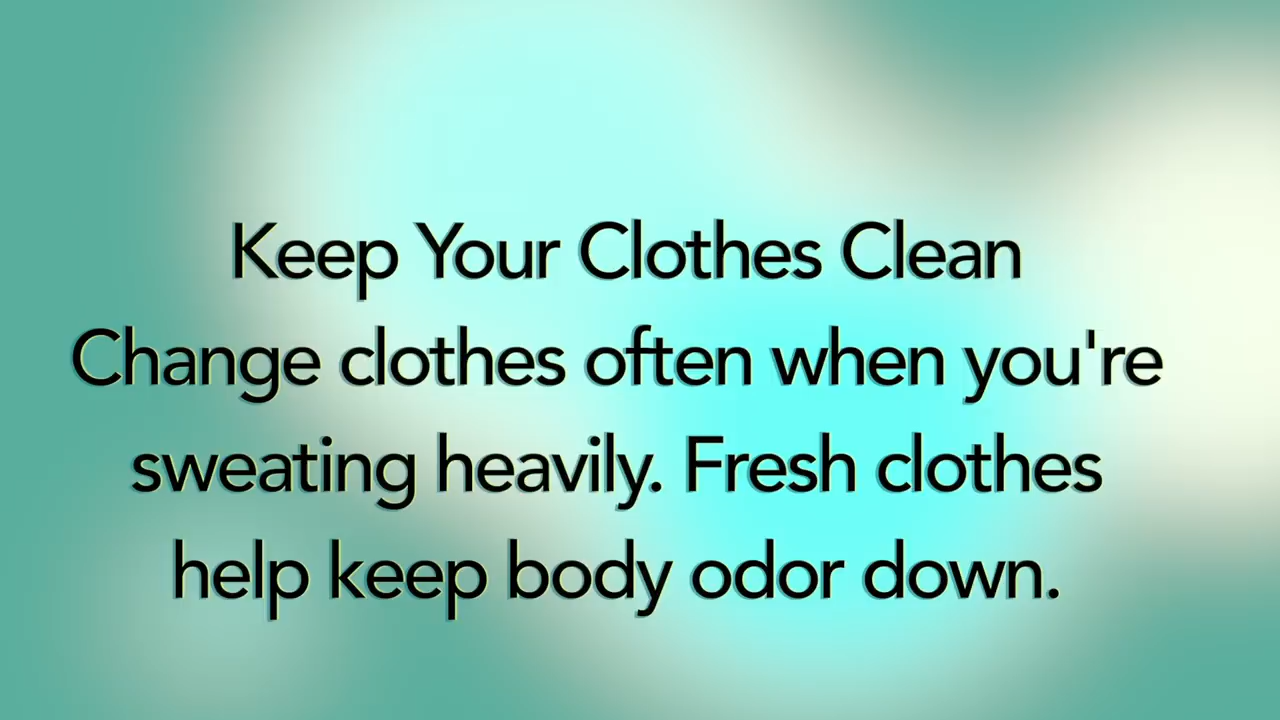 Keep Your Clothes Clean
Change clothes often when you're
sweating heavily. Fresh clothes
help keep body odor down.